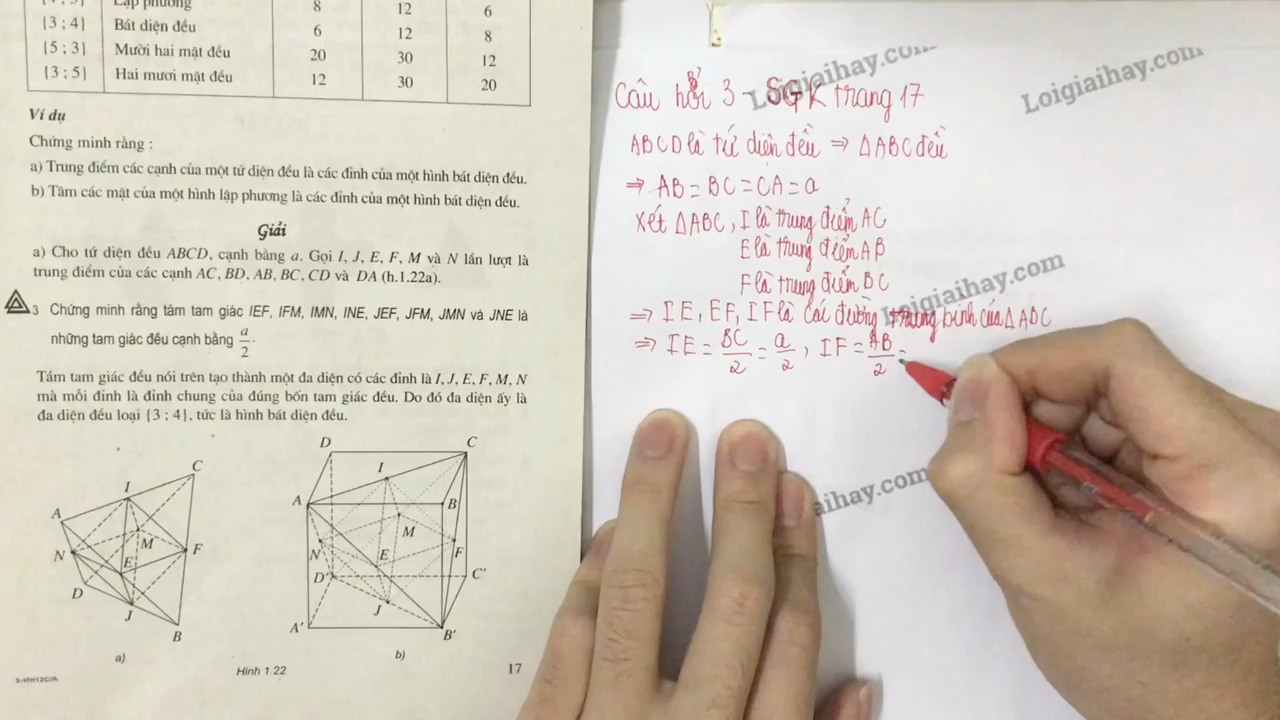 {4 ; 3} Lập phương 8 12 6
{3 ; 4} Bát diện đều 6 12 8
{5 ; 3} Mười hai mặt đều 20 30 12
{3 ; 5} Hai mươi mặt đều 12 30 20
Ví dụ
Chứng minh rằng :
a) Trung điểm các cạnh của một tứ diện đều là các đỉnh của một hình bát diện đều.
b) Tâm các mặt của một hình lập phương là các đỉnh của một hình bát diện đều.
Giải
a) Cho tứ diện đều ABCD, cạnh bằng a. Gọi I, J, E, F, M và N lần lượt là
trung điểm của các cạnh AC, BD, AB, BC, CD và DA (h.1.22a).
3 Chứng minh rằng tám tam giác IEF, IFM, IMN, INE, JEF, JFM, JMN và JNE là
những tam giác đều cạnh bằng a/2.
Tám tam giác đều nói trên tạo thành một đa diện có các đỉnh là I, J, E, F, M, N
mà mỗi đỉnh là đỉnh chung của đúng bốn tam giác đều. Do đó đa diện ấy là
đa diện đều loại {3 ; 4}, tức là hình bát diện đều.
C
I
A
M
N
F
E
D
J
B
a)
D
C
I
A
B
M
N
E
F
D'
C'
J
A'
B'
b)
Hình 1.22
17
3-HH12C/A
Câu hỏi 3 - SGK trang 17
ABCD là tứ diện đều ⇒ ΔABC đều
⇒ AB = BC = CA = a
Xét ΔABC, I là trung điểm AC
E là trung điểm AB
F là trung điểm BC
⇒ IE, EF, IF là các đường trung bình của ΔABC
⇒ IE = BC/2 = a/2, IF = AB/2 =
Loigiaihay.com
Loigiaihay.com
Loigiaihay.com
aihay.com